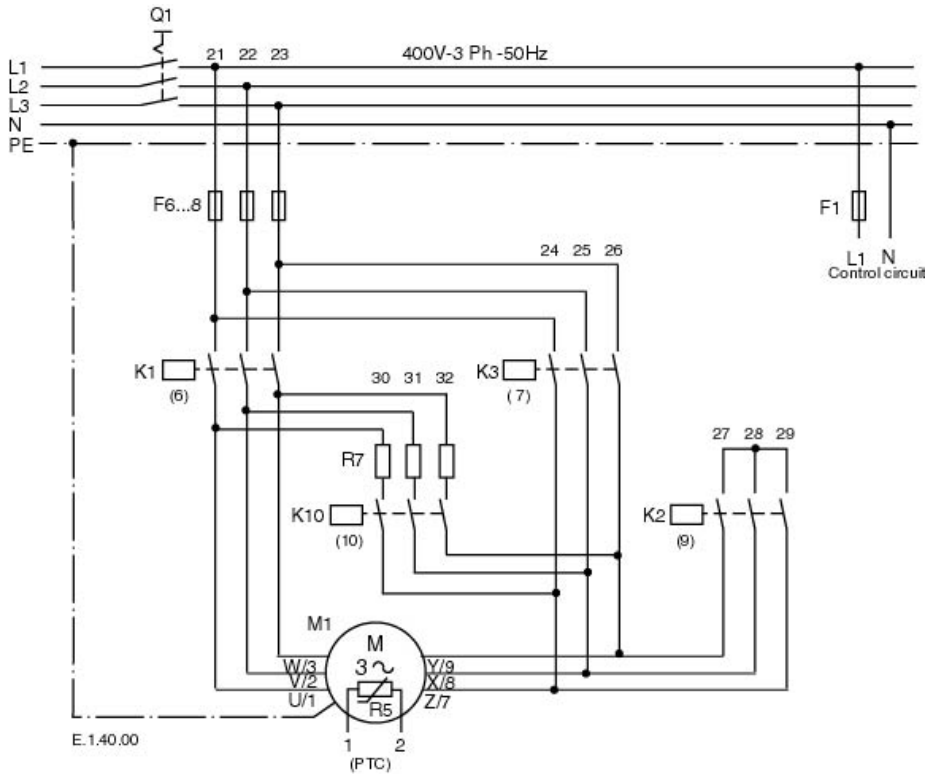 Q1
21 22 23
400V-3 Ph -50Hz
L1
L2
L3
N
PE
F6...8
F1
24 25 26
L1 N
Control circuit
K1
(6)
K3
(7)
30 31 32
27 28 29
R7
K10
(10)
K2
(9)
M1
M
3 ~
W/3
V/2
U/1
Y/9
X/8
Z/7
R5
1 2
(PTC)
E.1.40.00